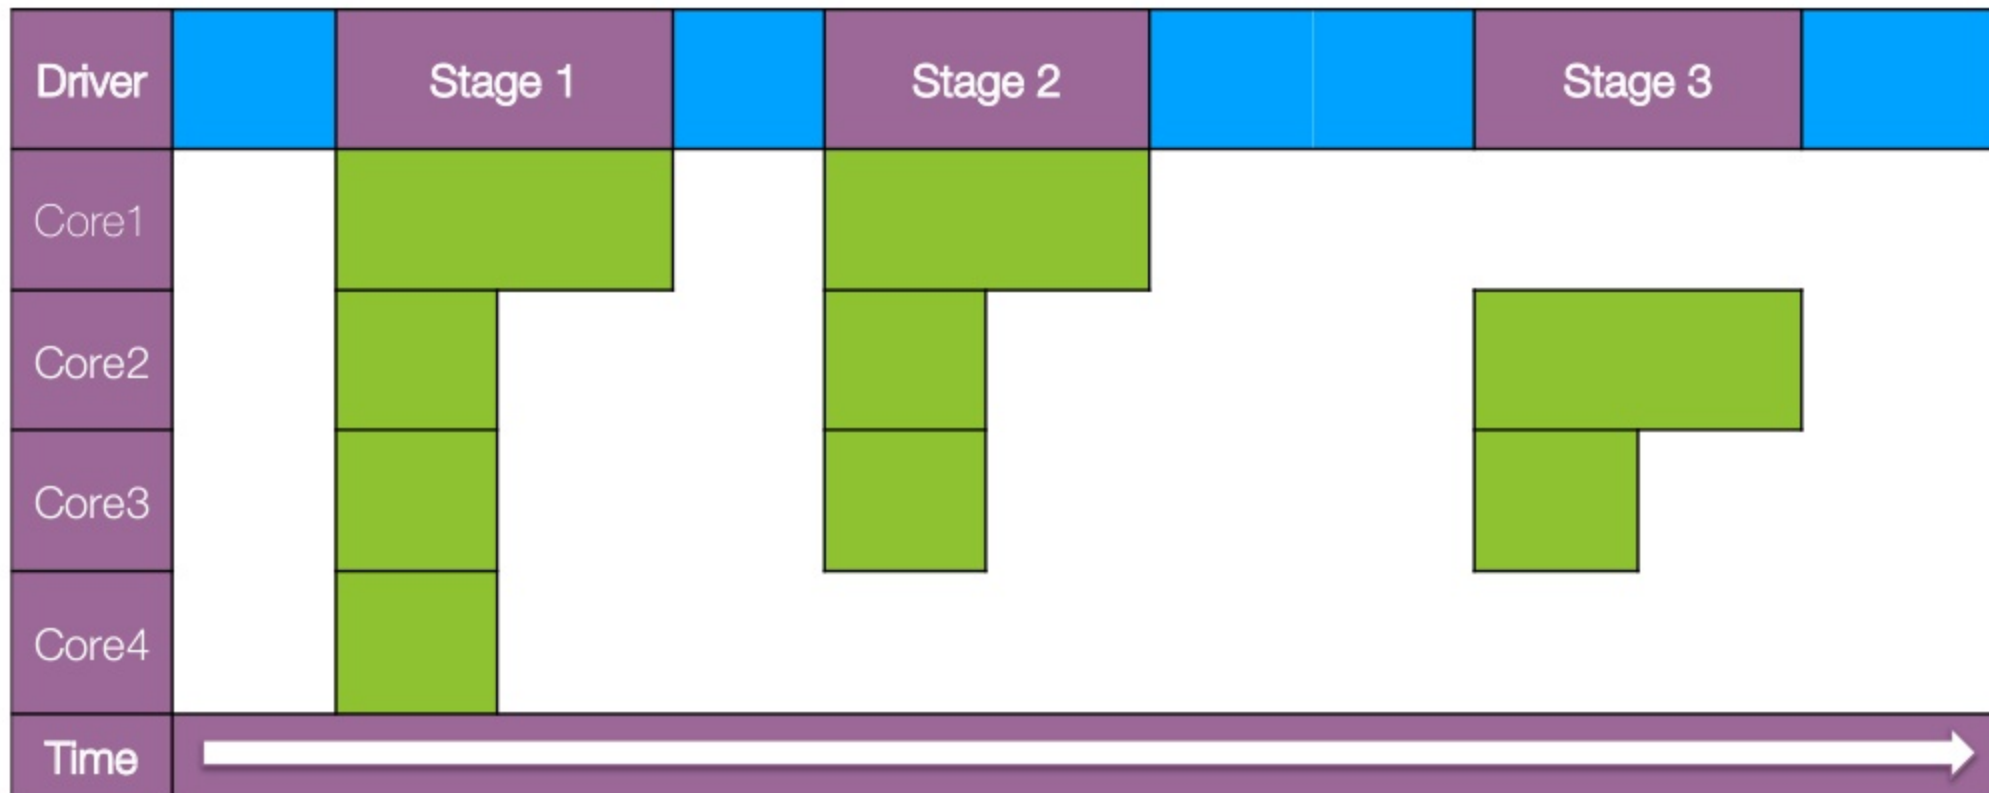 Driver
Stage 1
Stage 2
Stage 3
Core1
Core2
Core3
Core4
Time